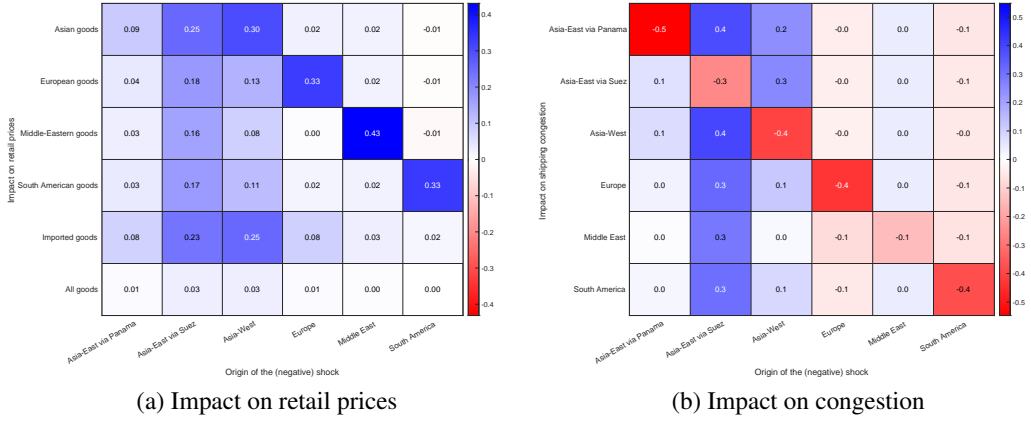 Impact on retail prices
Asian goods 0.09 0.25 0.30 0.02 0.02 -0.01
European goods 0.04 0.18 0.13 0.33 0.02 -0.01
Middle-Eastern goods 0.03 0.16 0.08 0.00 0.43 -0.01
South American goods 0.03 0.17 0.11 0.02 0.02 0.33
Imported goods 0.08 0.23 0.25 0.08 0.03 0.02
All goods 0.01 0.03 0.03 0.01 0.00 0.00
Asia-East via Panama Asia-East via Suez Asia-West Europe Middle East South America
Origin of the (negative) shock
0.4
0.3
0.2
0.1
0
-0.1
-0.2
-0.3
-0.4
(a) Impact on retail prices
Impact on shipping congestion
Asia-East via Panama -0.5 0.4 0.2 -0.0 0.0 -0.1
Asia-East via Suez 0.1 -0.3 0.3 -0.0 0.0 -0.1
Asia-West 0.1 0.4 -0.4 -0.0 0.0 -0.0
Europe 0.0 0.3 0.1 -0.4 0.0 -0.1
Middle East 0.0 0.3 0.0 -0.1 -0.1 -0.1
South America 0.0 0.3 0.1 -0.1 0.0 -0.4
Asia-East via Panama Asia-East via Suez Asia-West Europe Middle East South America
Origin of the (negative) shock
0.5
0.4
0.3
0.2
0.1
0
-0.1
-0.2
-0.3
-0.4
-0.5
(b) Impact on congestion